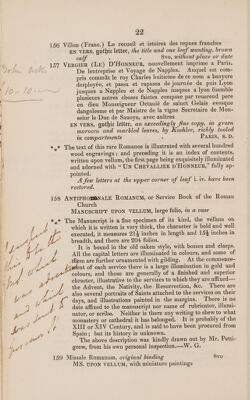 22
156 Villon (Franc.) Le recueil et istoires des repues franches
EN VERS, gothic letter, the title and one leaf wanting, brown
calf 8vo, without place or date
157 VERGIER (LE) D'HONNEUR, nouvellement imprime a Paris.
De lentreprise et Voyage de Naples. Auquel est com-
pris comment le roy Charles huitiesme de ce nom a banyere
desployee, passa et rapassa de journee de puis Lyon
jusques a Naples et de Naples jusques a lyon fsemble
plusieurs autres choses faictes compose par reuerend pere
en dieu Monseigneur Octauiē de saicet Gelais evesque
dangolesme et par Maistre de la vigne Secretaire de Mon-
seigneur le Duc de Sauoye, avec aultres
EN VERS, gothic letter, an exceedingly fine copy, in green
morocco and marbled leaves, by Koehler, richly tooled
in compartments PARIS, S. D.
*** The text of this rare Romance is illustrated with several hundred
wood engravings; and preceding it is an index of contents,
written upon vellum, the first page being exquisitely illuminated
and adorned with "UN CHEVALIER D'HONNEUR," fully ap-
pointed.
A few letters at the upper corner of leaf l. iv. have been
restored.
158 ANTIPHONALE ROMANUM, or Service Book of the Roman
Church
MANUSCRIPT UPON VELLUM, large folio, in a case
*** The Manuscript is a fine specimen of its kind, the vellum on
which it is written is very thick, the character is bold and well
executed, it measures 21¼ inches in length and 15¼ inches in
breadth, and there are 204 folios.
It is bound in the old oaken style, with bosses and clasps.
All the capital letters are illuminated in colours, and some of
them are further ornamented with gilding. At the commence-
ment of each service there is a large illumination in gold and
colours, and these are generally of a finished and superior
character, illustrative to the services to which they are attached,
the Advent, the Nativity, the Resurrection, &c. There are
also several portraits of Saints attached to the services on their
days, and illustrations painted in the margins. There is no
date affixed to the manuscript nor name of rubricator, illumi-
nator, or scribe. Neither is there any writing to shew to what
monastery or cathedral it has belonged. It is probably of the
XIII or XIV Century, and is said to have been procured from
Spain; but its history is unknown.
The above description was kindly drawn out by Mr. Petti-
grew, from his own personal inspection.—W. G.
159 Missale Romanum, original binding 8vo
MS. UPON VELLUM, with miniature paintings